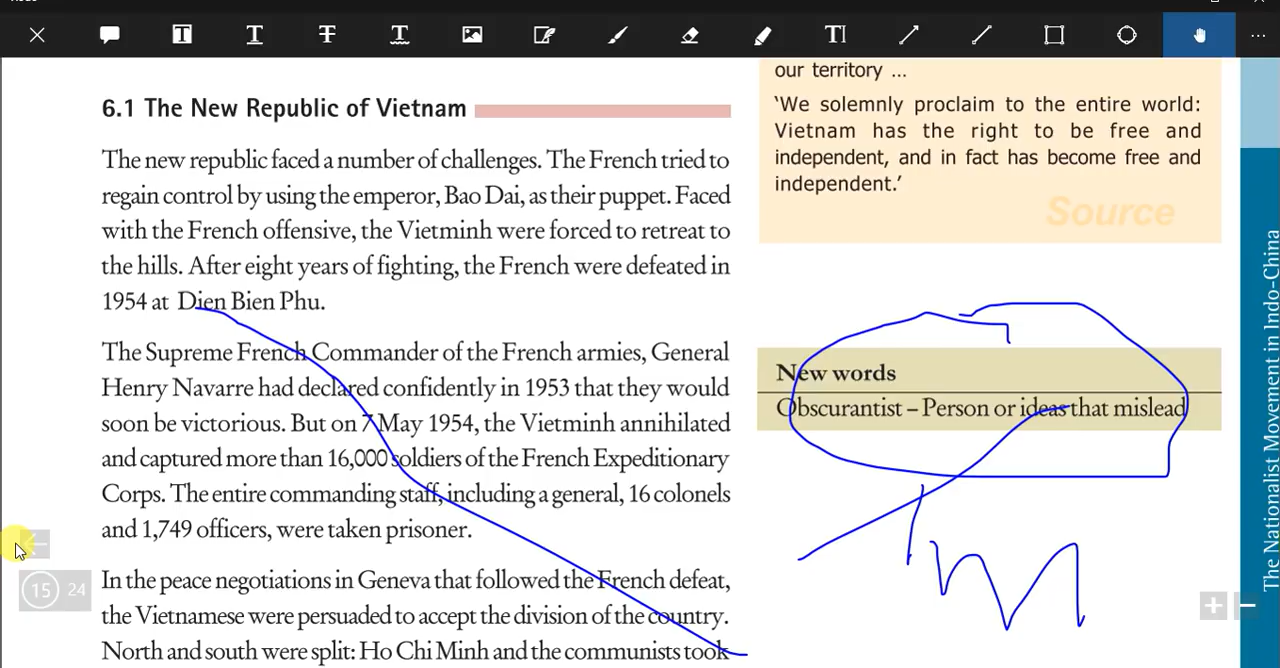 6.1 The New Republic of Vietnam
The new republic faced a number of challenges. The French tried to
regain control by using the emperor, Bao Dai, as their puppet. Faced
with the French offensive, the Vietminh were forced to retreat to
the hills. After eight years of fighting, the French were defeated in
1954 at Dien Bien Phu.
The Supreme French Commander of the French armies, General
Henry Navarre had declared confidently in 1953 that they would
soon be victorious. But on 7 May 1954, the Vietminh annihilated
and captured more than 16,000 soldiers of the French Expeditionary
Corps. The entire commanding staff, including a general, 16 colonels
and 1,749 officers, were taken prisoner.
In the peace negotiations in Geneva that followed the French defeat,
the Vietnamese were persuaded to accept the division of the country.
North and south were split: Ho Chi Minh and the communists took
our territory ...
‘We solemnly proclaim to the entire world:
Vietnam has the right to be free and
independent, and in fact has become free and
independent.’
Source
New words
Obscurantist – Person or ideas that mislead
The Nationalist Movement in Indo-China
15 24